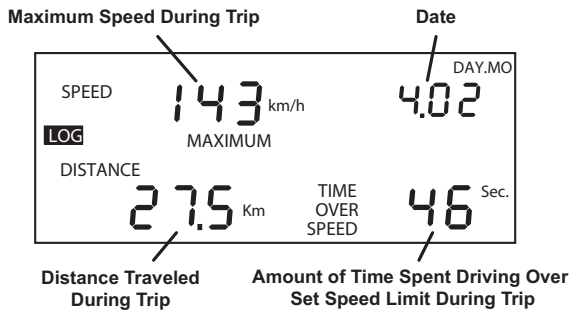 Maximum Speed During Trip
Date
DAY.MO
SPEED
143 km/h
4.02
LOG
MAXIMUM
DISTANCE
27.5 Km
TIME
OVER
SPEED
46 Sec.
Distance Traveled
During Trip
Amount of Time Spent Driving Over
Set Speed Limit During Trip